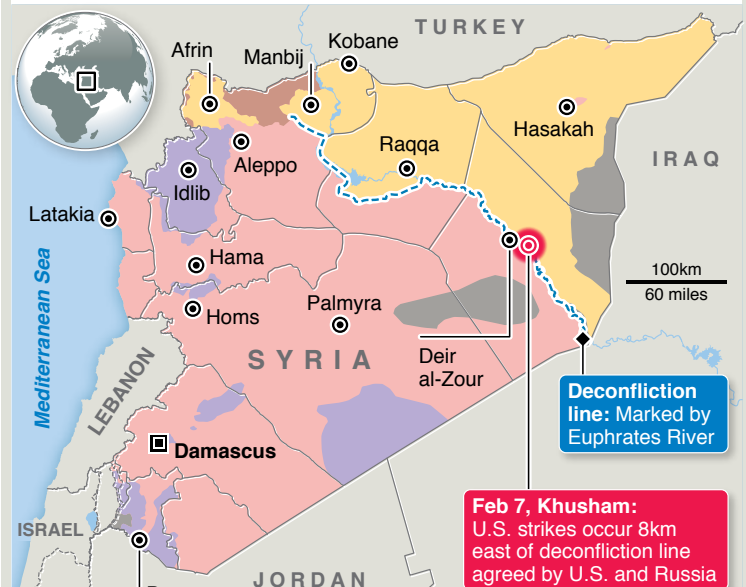 TURKEY
Afrin
Manbij
Kobane
Hasakah
Raqqa
Aleppo
IRAQ
Idlib
Latakia
Hama
100km
60 miles
Homs
Palmyra
Mediterranean Sea
SYRIA
Deir
al-Zour
LEBANON
Deconfliction
line: Marked by
Euphrates River
Damascus
Feb 7, Khusham:
U.S. strikes occur 8km
east of deconfliction line
agreed by U.S. and Russia
ISRAEL
JORDAN